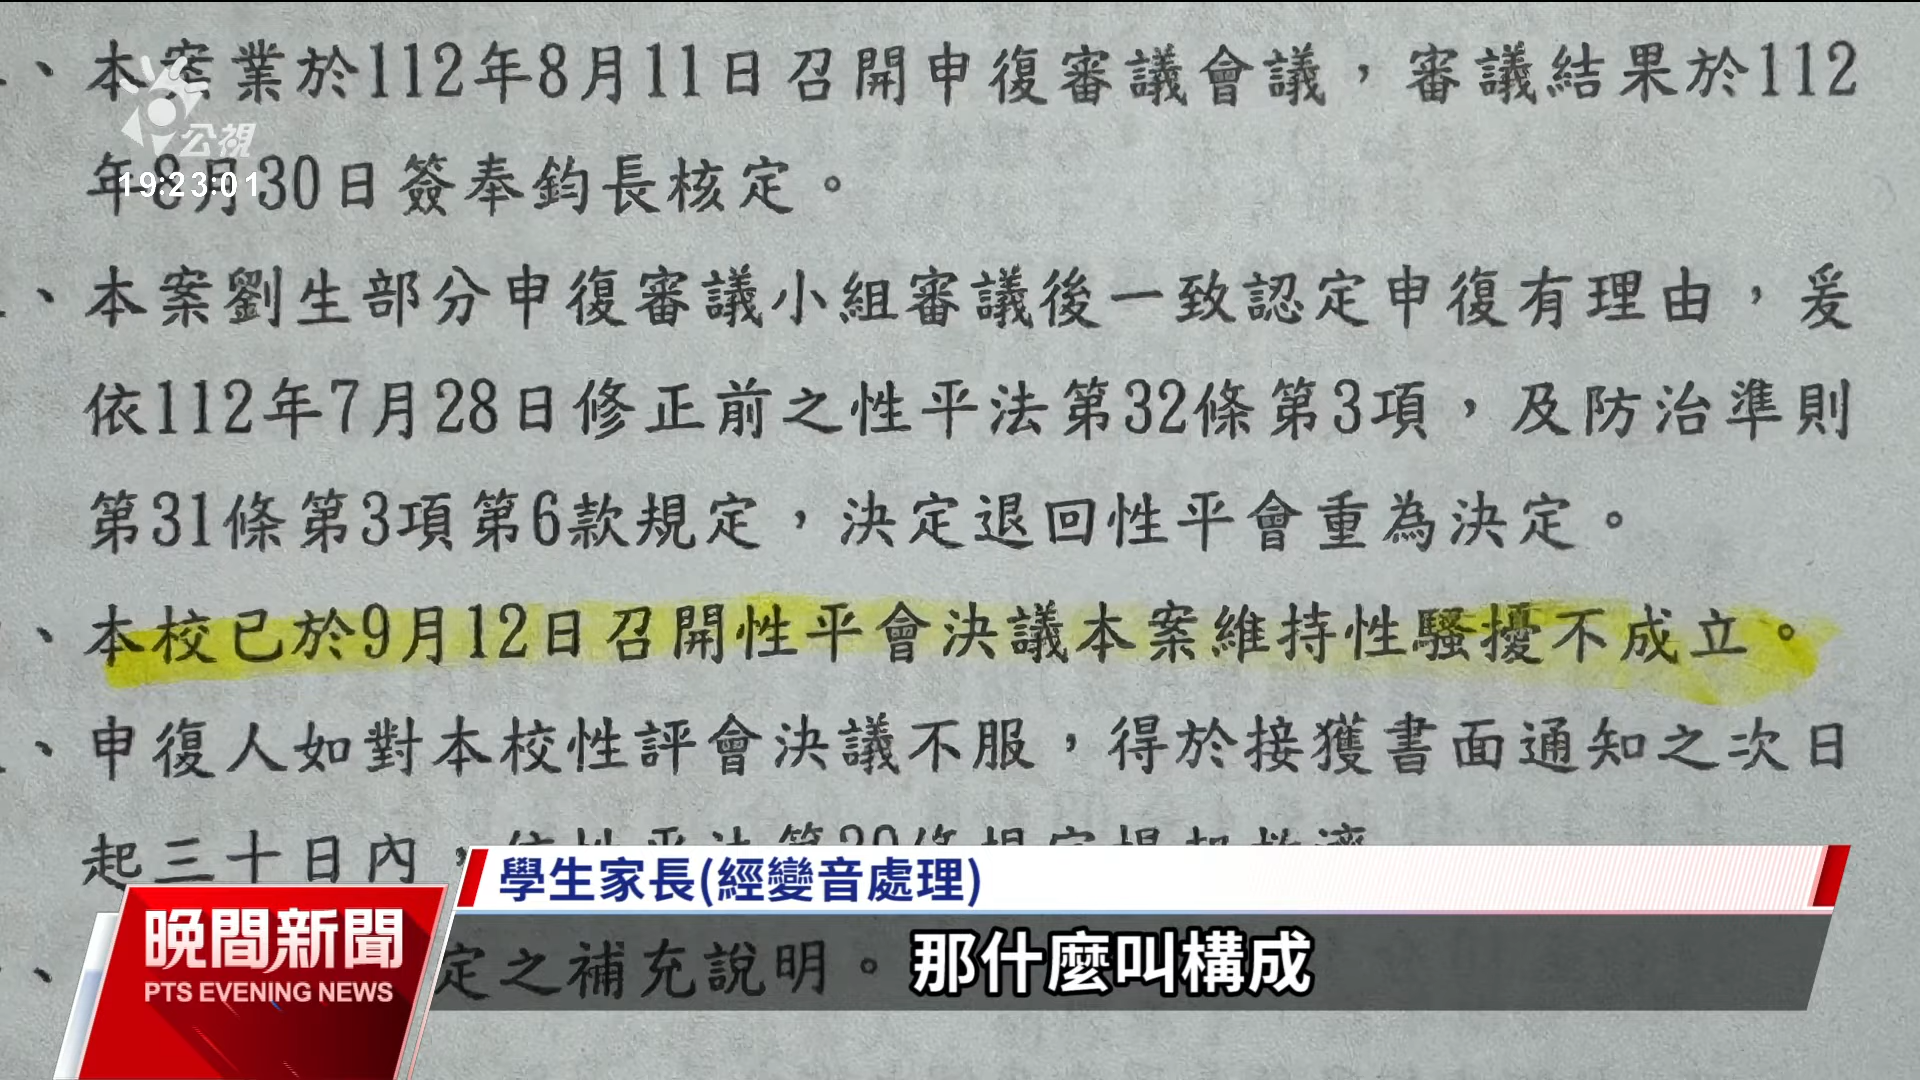 、本案業於112年8月11日召開申復審議會議，審議結果於112
公視
年8月30日簽奉鈞長核定。
19:23:01
、本案劉生部分申復審議小組審議後一致認定申復有理由，爰
依112年7月28日修正前之性平法第32條第3項，及防治準則
第31條第3項第6款規定，決定退回性平會重為決定。
、本校已於9月12日召開性平會決議本案維持性騷擾不成立。
、申復人如對本校性評會決議不服，得於接獲書面通知之次日
起三十日內，
學生家長(經變音處理)
晚間新聞
PTS EVENING NEWS
定之補充說明。
那什麼叫構成